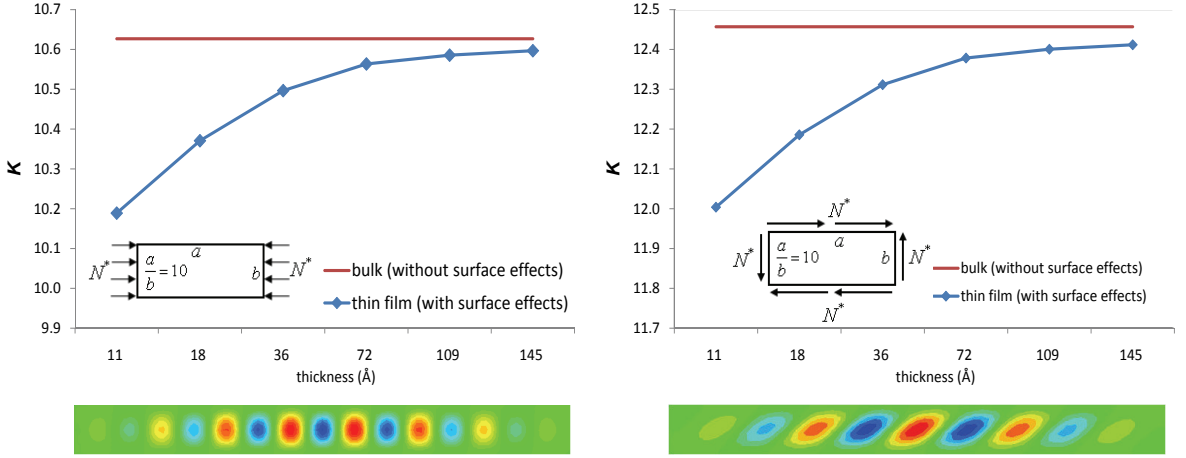 10.7
10.6
10.5
10.4
10.3
10.2
10.1
10.0
9.9
K
N*
a
a/b = 10
b
N*
bulk (without surface effects)
thin film (with surface effects)
11 18 36 72 109 145
thickness (Å)
12.5
12.4
12.3
12.2
12.1
12.0
11.9
11.8
11.7
K
N*
a
N*
a/b = 10
b
N*
N*
bulk (without surface effects)
thin film (with surface effects)
11 18 36 72 109 145
thickness (Å)